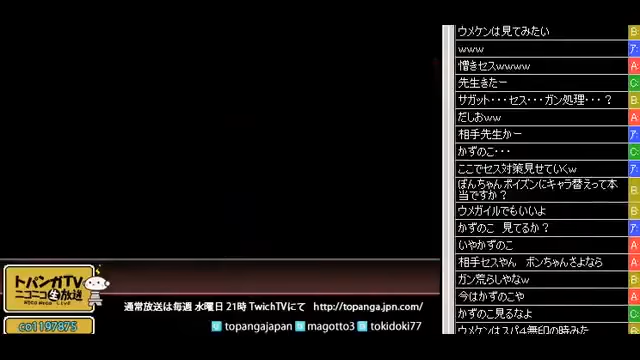 ウメケンは見てみたい
B:
www
ア:
憎きセスwwww
A:
先生きたー
C:
サガット・・・セス・・・ガン処理・・・？
B:
だしおww
A:
相手先生かー
ア:
かずのこ・・・
C:
ここでセス対策見せていくw
ア:
ぽんちゃんポイズンにキャラ替えって本
当ですか？
B:
ウメガイルでもいいよ
B:
かずのこ　見てるか？
ア:
いやかずのこ
A:
相手セスやん　ボンちゃんさよなら
A:
ガン荒らしやなw
B:
今はかずのこや
A:
かずのこ見るなよ
C:
ウメケンはスパ４無印の時みた
B:
トパンガTV
ニコニコ生放送
NICO NICO LIVE
co1197875
通常放送は毎週 水曜日 21時 TwichTVにて　http://topanga.jpn.com/
topangajapan
magotto3
tokidoki77